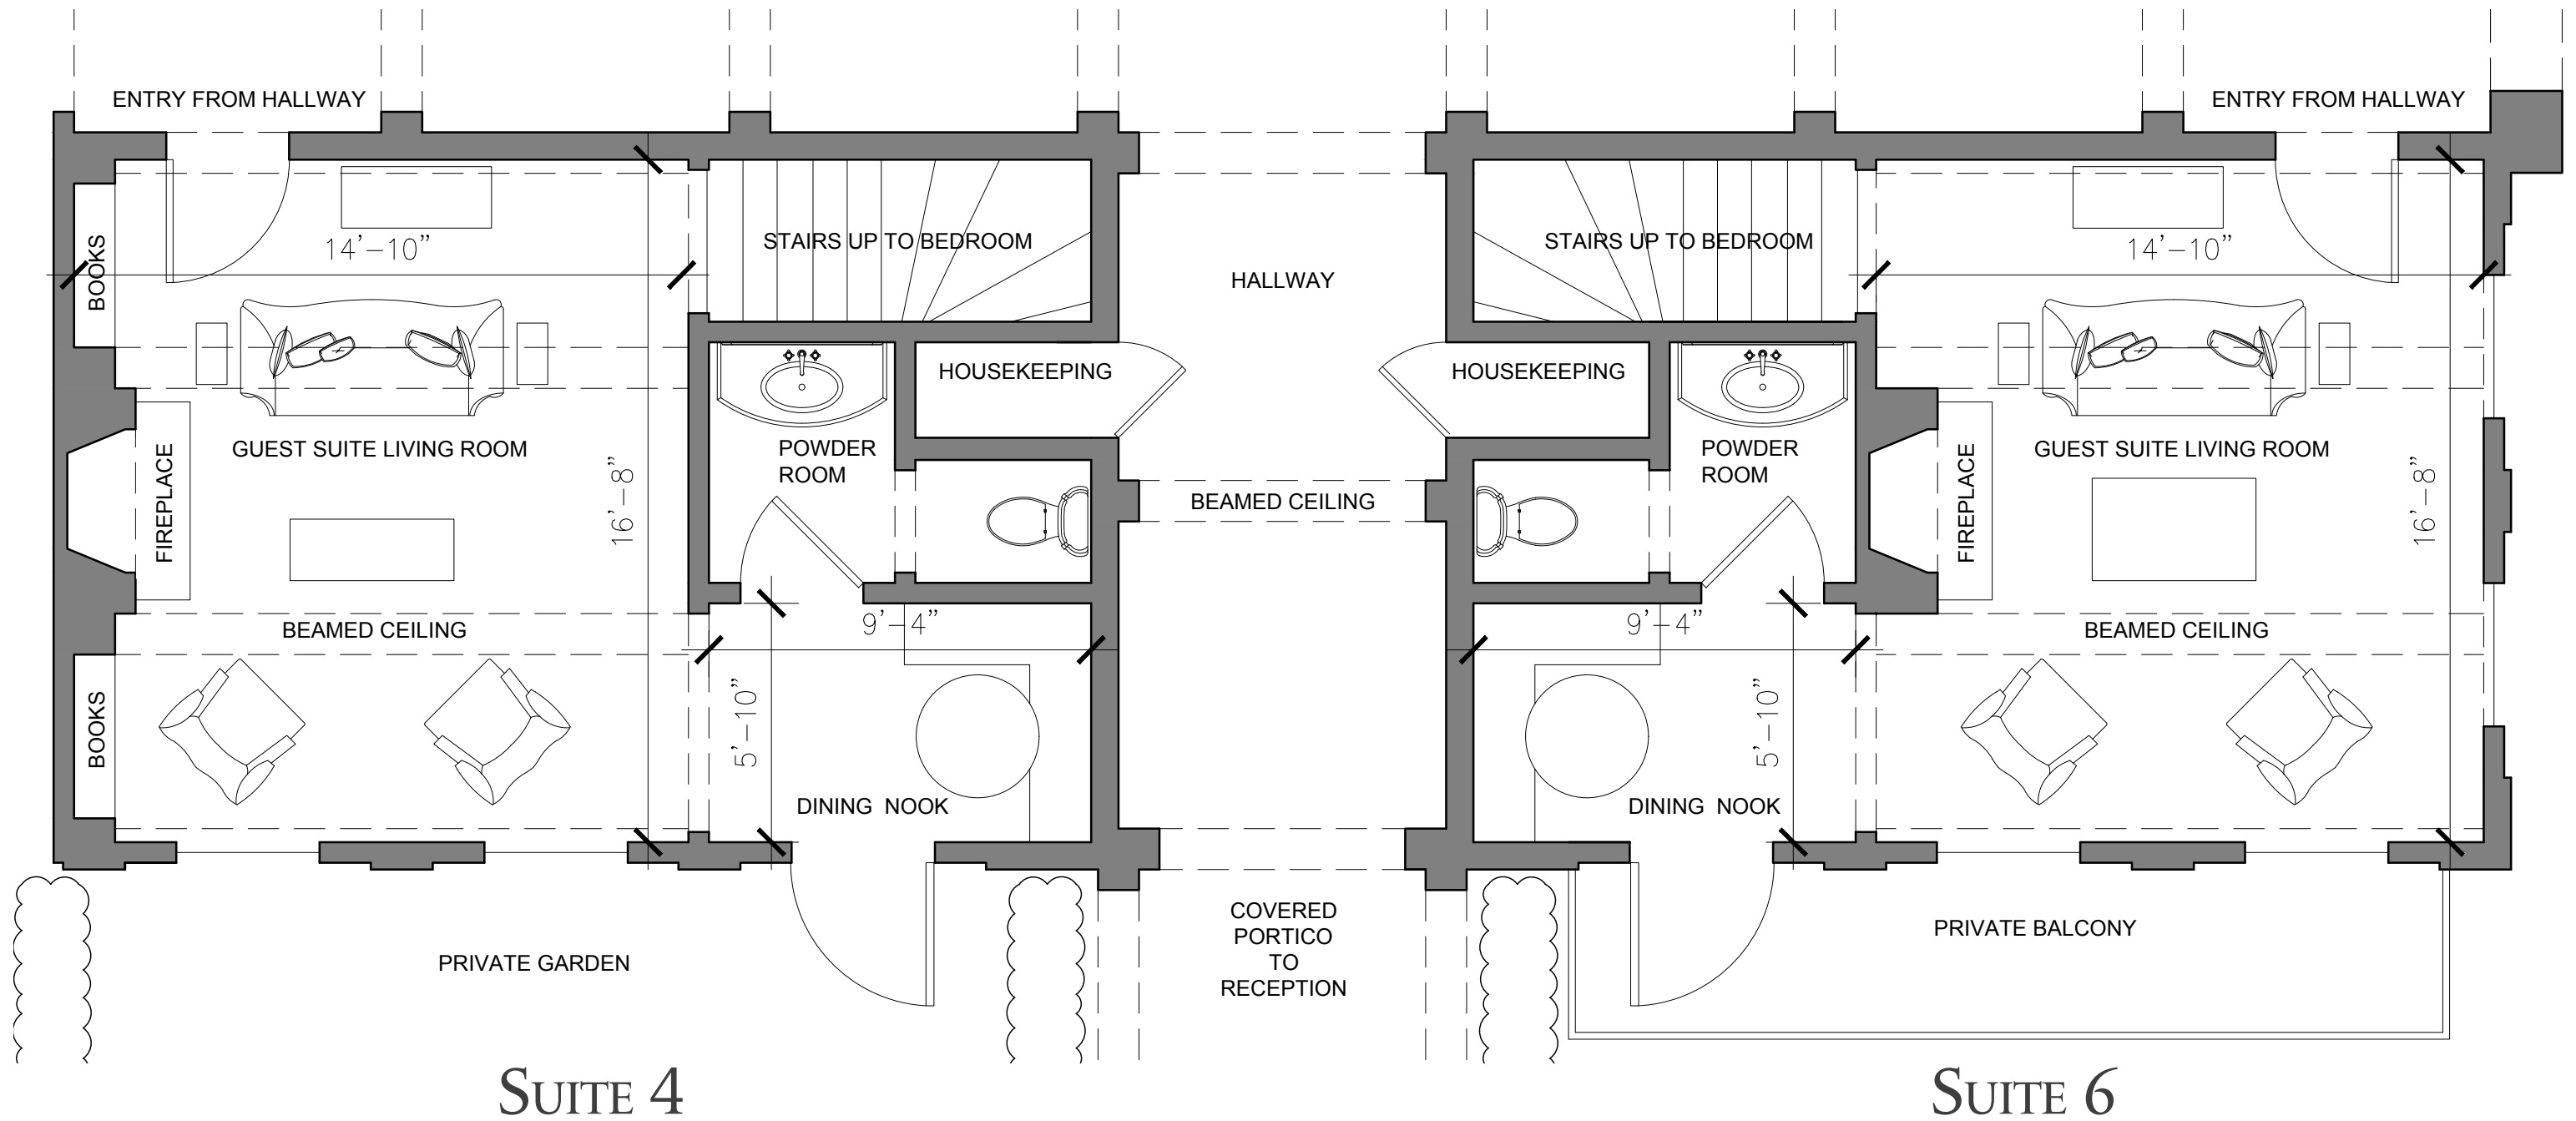 ENTRY FROM HALLWAY
ENTRY FROM HALLWAY
BOOKS
14'-10"
STAIRS UP TO BEDROOM
HALLWAY
STAIRS UP TO BEDROOM
14'-10"
HOUSEKEEPING
HOUSEKEEPING
FIREPLACE
GUEST SUITE LIVING ROOM
16'-8"
POWDER
ROOM
BEAMED CEILING
POWDER
ROOM
FIREPLACE
GUEST SUITE LIVING ROOM
16'-8"
BEAMED CEILING
9'-4"
9'-4"
BEAMED CEILING
BOOKS
5'-10"
DINING NOOK
DINING NOOK
5'-10"
PRIVATE GARDEN
COVERED
PORTICO
TO
RECEPTION
PRIVATE BALCONY
SUITE 4
SUITE 6